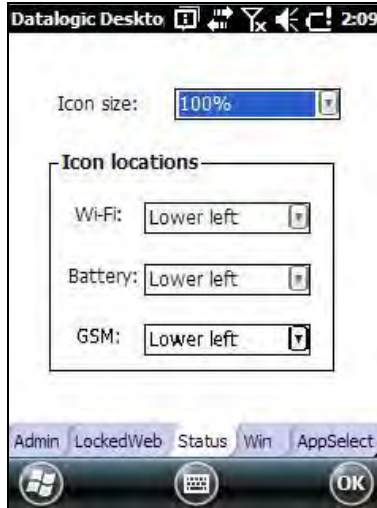 Datalogic Deskto 2:09
Icon size: 100%
Icon locations
Wi-Fi: Lower left
Battery: Lower left
GSM: Lower left
Admin LockedWeb Status Win AppSelect
OK